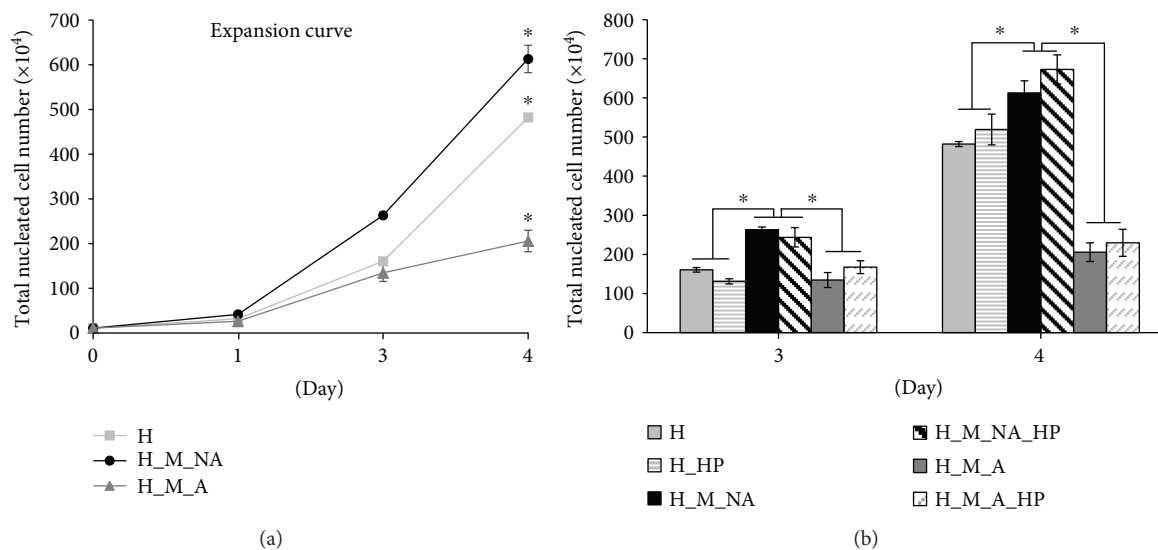 Expansion curve
Total nucleated cell number (×10⁴)
700
600
500
400
300
200
100
0
*
*
*
0 1 3 4
(Day)
H
H_M_NA
H_M_A
(a)
Total nucleated cell number (×10⁴)
800
700
600
500
400
300
200
100
0
* *
* *
3 4
(Day)
H
H_HP
H_M_NA
H_M_NA_HP
H_M_A
H_M_A_HP
(b)